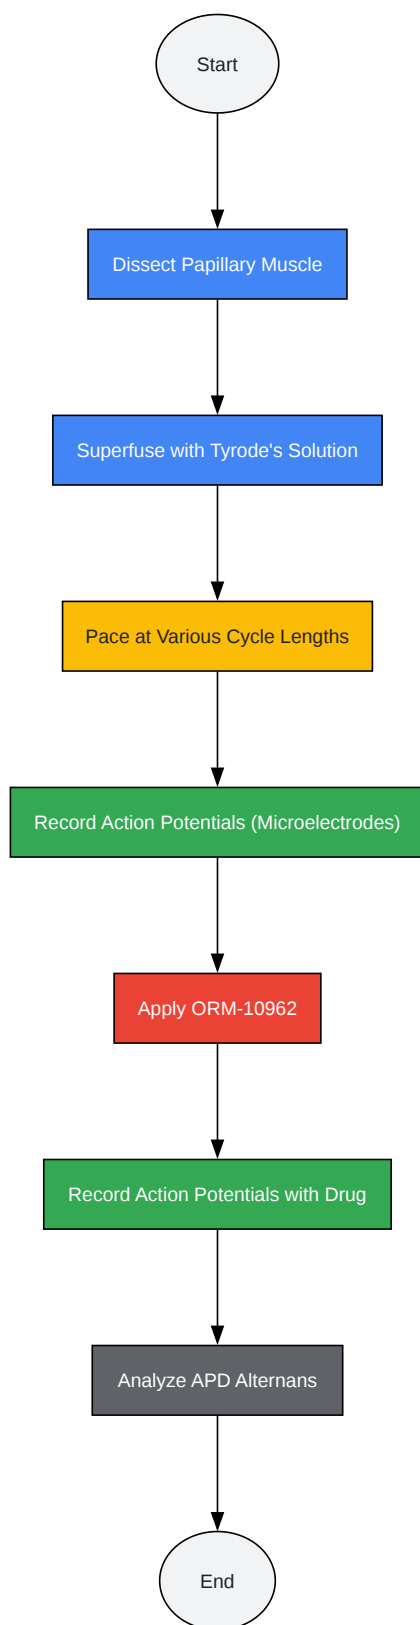 Start
Dissect Papillary Muscle
Superfuse with Tyrode's Solution
Pace at Various Cycle Lengths
Record Action Potentials (Microelectrodes)
Apply ORM-10962
Record Action Potentials with Drug
Analyze APD Alternans
End